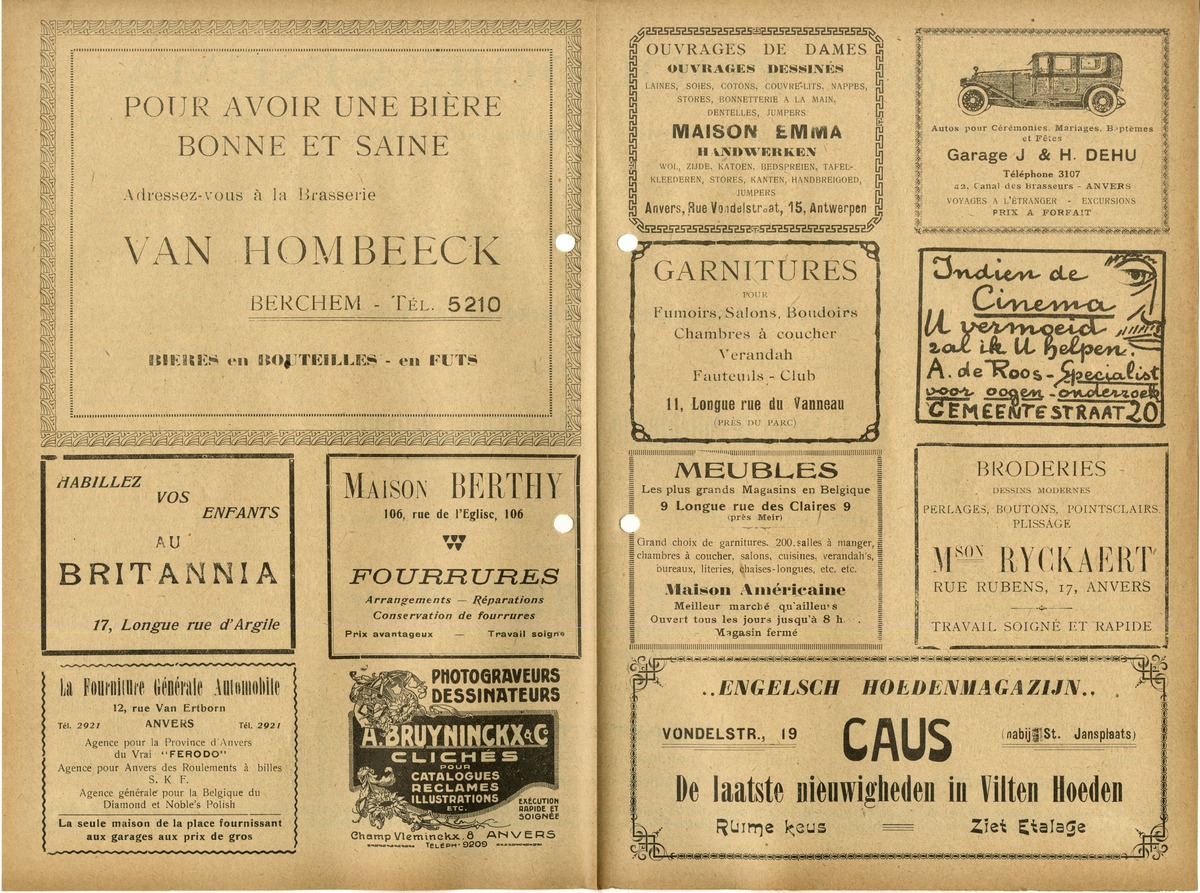 POUR AVOIR UNE BIÈRE
BONNE ET SAINE
Adressez-vous à la Brasserie
VAN HOMBEECK
BERCHEM - TÉL. 5210
BIERES en BOUTEILLES - en FUTS
HABILLEZ
VOS
ENFANTS
AU
BRITANNIA
17, Longue rue d'Argile
MAISON BERTHY
106, rue de l'Eglise, 106
FOURRURES
Arrangements — Réparations
Conservation de fourrures
Prix avantageux — Travail soigné
La Fourniture Générale Automobile
12, rue Van Ertborn
Tél. 2921 ANVERS Tél. 2921
Agence pour la Province d'Anvers
du Vrai "FERODO"
Agence pour Anvers des Roulements à billes
S. K. F.
Agence générale pour la Belgique du
Diamond et Noble's Polish
La seule maison de la place fournissant
aux garages aux prix de gros
PHOTOGRAVEURS
DESSINATEURS
A. BRUYNINCKX & C°
CLICHÉS
POUR
CATALOGUES
RECLAMES
ILLUSTRATIONS
ETC.
EXÉCUTION
RAPIDE ET
SOIGNÉE
Champ Vleminckx. 8 ANVERS
TELEPH. 9209
OUVRAGES DE DAMES
OUVRAGES DESSINÉS
LAINES, SOIES, COTONS, COUVRE-LITS, NAPPES,
STORES, BONNETTERIE A LA MAIN,
DENTELLES, JUMPERS
MAISON EMMA
HANDWERKEN
WOL, ZIJDE, KATOEN, BEDSPREIEN, TAFEL-
KLEEDEREN, STORES, KANTEN, HANDBREIGOED,
JUMPERS
Anvers, Rue Vondelstraat, 15, Antwerpen
Autos pour Cérémonies, Mariages, Baptèmes
et Fêtes
Garage J & H. DEHU
Téléphone 3107
42, Canal des Brasseurs - ANVERS
VOYAGES A L'ÉTRANGER - EXCURSIONS
PRIX A FORFAIT
GARNITURES
POUR
Fumoirs, Salons, Boudoirs
Chambres à coucher
Verandah
Fauteuils - Club
11, Longue rue du Vanneau
(PRÈS DU PARC)
Indien de
Cinema
U vermoeid
zal ik U helpen.
A. de Roos - Specialist
voor oogen-onderzoek
GEMEENTESTRAAT 20
MEUBLES
Les plus grands Magasins en Belgique
9 Longue rue des Claires 9
(près Meir)
Grand choix de garnitures. 200 salles à manger,
chambres à coucher, salons, cuisines, verandah's,
bureaux, literies, chaises-longues, etc. etc.
Maison Américaine
Meilleur marché qu'ailleurs
Ouvert tous les jours jusqu'à 8 h.
Magasin fermé
BRODERIES
DESSINS MODERNES
PERLAGES, BOUTONS, POINTSCLAIRS
PLISSAGE
MSON RYCKAERT
RUE RUBENS, 17, ANVERS
TRAVAIL SOIGNÉ ET RAPIDE
..ENGELSCH HOEDENMAGAZIJN..
VONDELSTR., 19 CAUS (nabij St. Jansplaats)
De laatste nieuwigheden in Vilten Hoeden
Ruime keus = Ziet Etalage